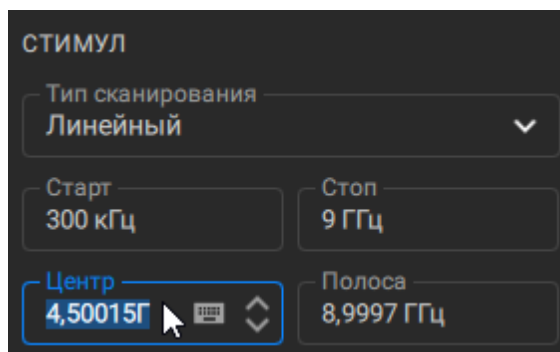 СТИМУЛ
Тип сканирования
Линейный
Старт
Стоп
300 кГц
9 ГГц
Центр
Полоса
4,50015Г
8,9997 ГГц